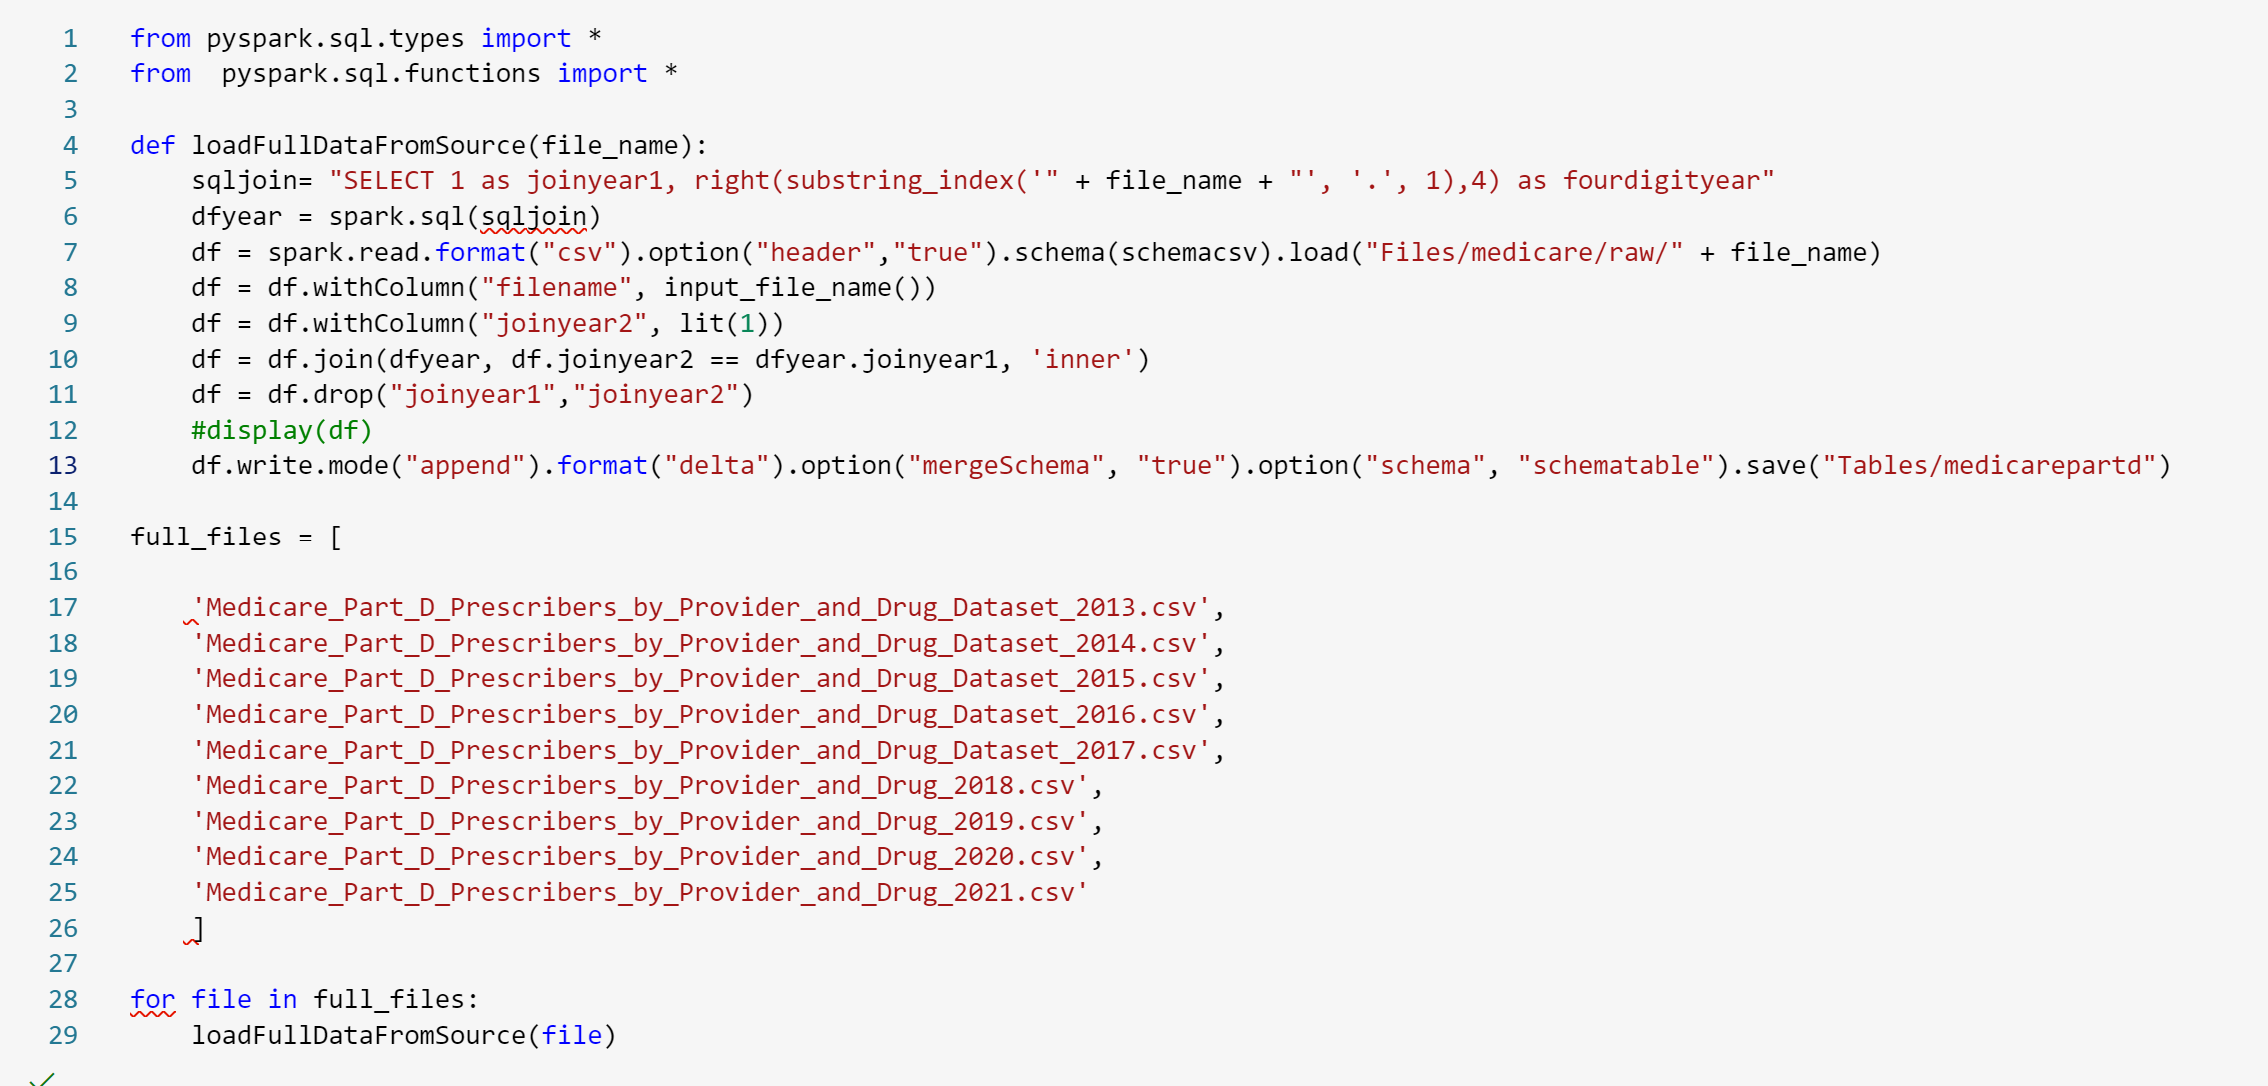 1 from pyspark.sql.types import *
2 from  pyspark.sql.functions import *
3
4 def loadFullDataFromSource(file_name):
5     sqljoin= "SELECT 1 as joinyear1, right(substring_index('" + file_name + "', '.', 1),4) as fourdigityear"
6     dfyear = spark.sql(sqljoin)
7     df = spark.read.format("csv").option("header","true").schema(schemacsv).load("Files/medicare/raw/" + file_name)
8     df = df.withColumn("filename", input_file_name())
9     df = df.withColumn("joinyear2", lit(1))
10     df = df.join(dfyear, df.joinyear2 == dfyear.joinyear1, 'inner')
11     df = df.drop("joinyear1","joinyear2")
12     #display(df)
13     df.write.mode("append").format("delta").option("mergeSchema", "true").option("schema", "schematable").save("Tables/medicarepartd")
14
15 full_files = [
16
17     'Medicare_Part_D_Prescribers_by_Provider_and_Drug_Dataset_2013.csv',
18     'Medicare_Part_D_Prescribers_by_Provider_and_Drug_Dataset_2014.csv',
19     'Medicare_Part_D_Prescribers_by_Provider_and_Drug_Dataset_2015.csv',
20     'Medicare_Part_D_Prescribers_by_Provider_and_Drug_Dataset_2016.csv',
21     'Medicare_Part_D_Prescribers_by_Provider_and_Drug_Dataset_2017.csv',
22     'Medicare_Part_D_Prescribers_by_Provider_and_Drug_2018.csv',
23     'Medicare_Part_D_Prescribers_by_Provider_and_Drug_2019.csv',
24     'Medicare_Part_D_Prescribers_by_Provider_and_Drug_2020.csv',
25     'Medicare_Part_D_Prescribers_by_Provider_and_Drug_2021.csv'
26     ]
27
28 for file in full_files:
29     loadFullDataFromSource(file)